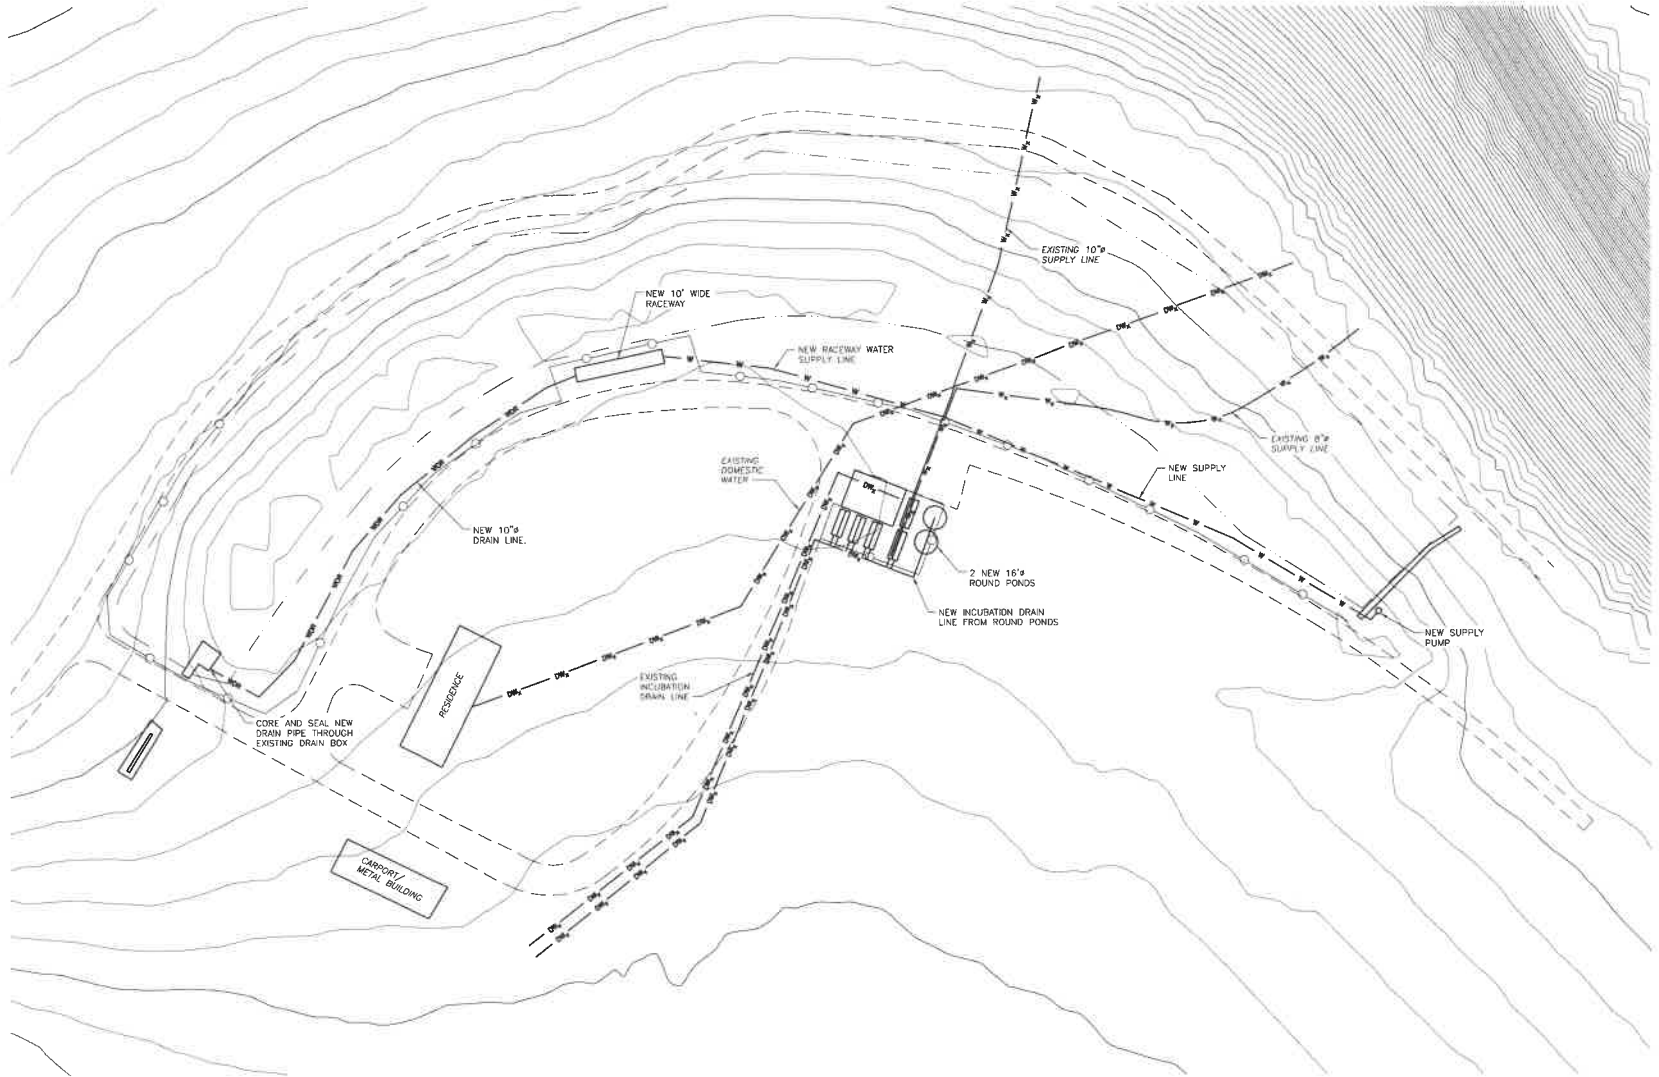 EXISTING 10"ø
SUPPLY LINE
NEW 10' WIDE
RACEWAY
NEW RACEWAY WATER
SUPPLY LINE
EXISTING 8"ø
SUPPLY LINE
EXISTING
DOMESTIC
WATER
NEW SUPPLY
LINE
NEW 10"ø
DRAIN LINE.
2 NEW 16'ø
ROUND PONDS
NEW INCUBATION DRAIN
LINE FROM ROUND PONDS
NEW SUPPLY
PUMP
EXISTING
INCUBATION
DRAIN LINE
RESIDENCE
CORE AND SEAL NEW
DRAIN PIPE THROUGH
EXISTING DRAIN BOX
CARPORT/
METAL BUILDING